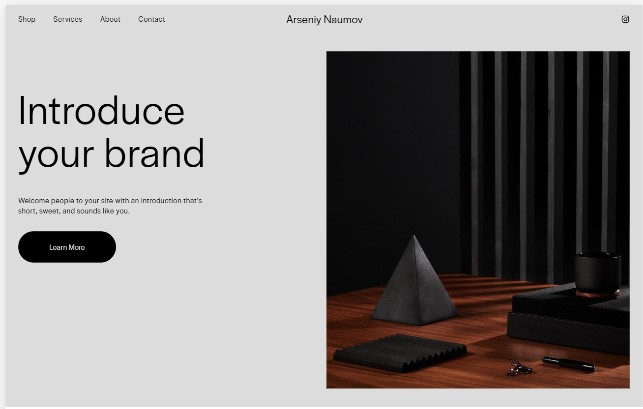 Shop Services About Contact Arseniy Naumov
Introduce
your brand
Welcome people to your site with an introduction that's
short, sweet, and sounds like you.
Learn More